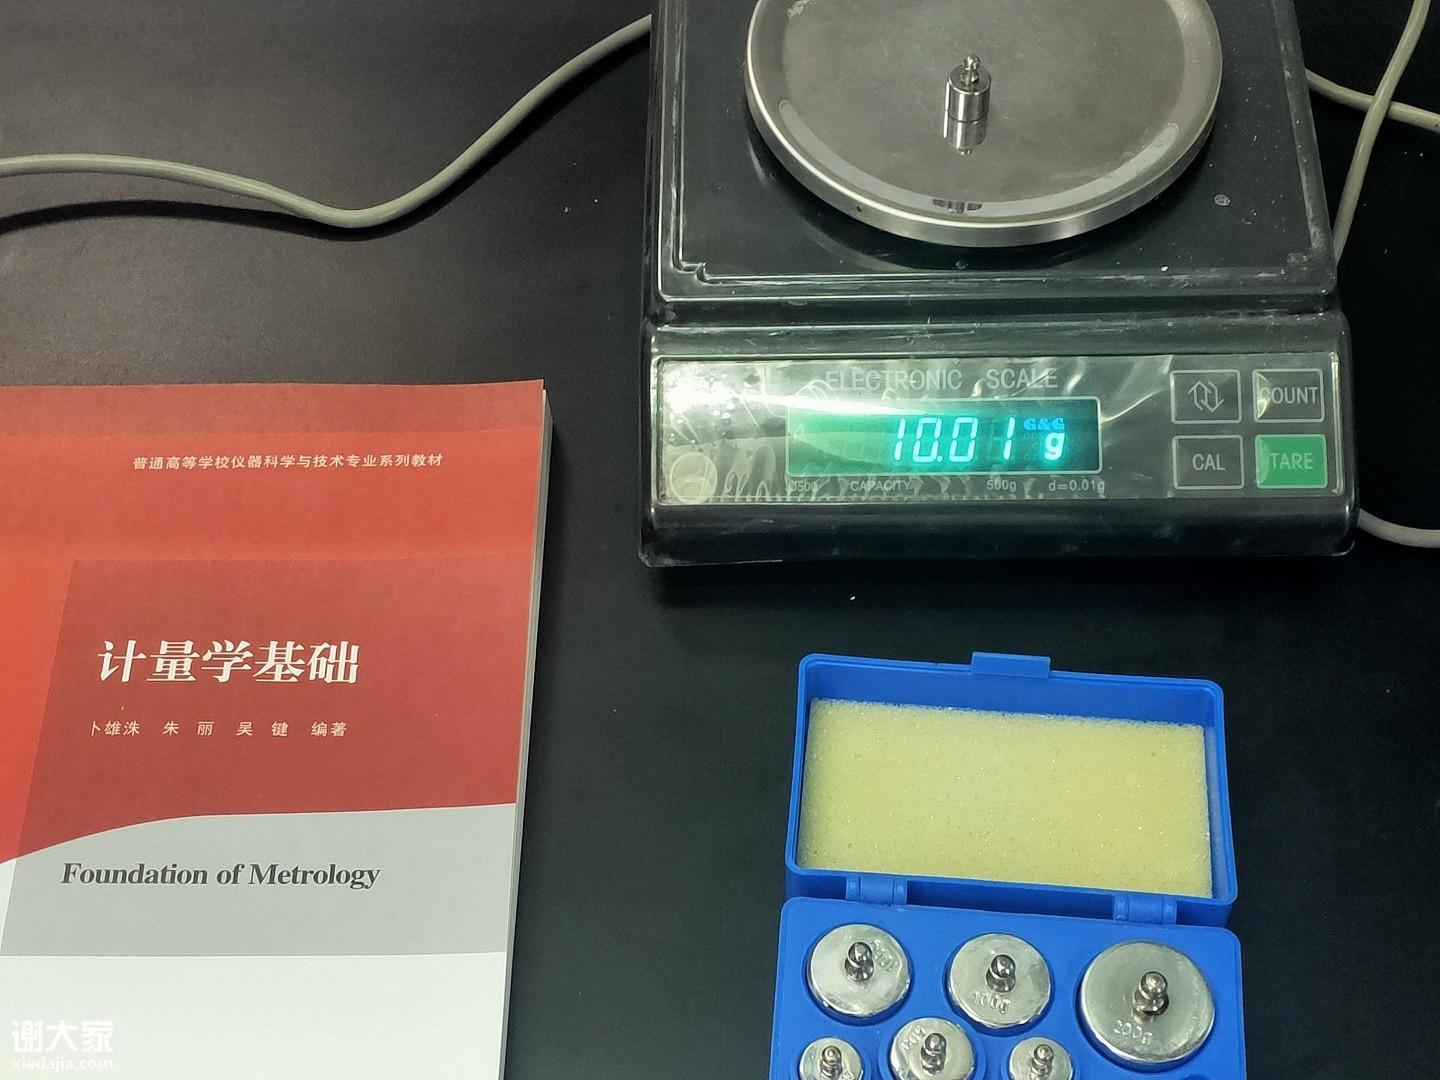 普通高等学校仪器科学与技术专业系列教材
计量学基础
卜雄洙 朱 丽 吴 键 编著
Foundation of Metrology
ELECTRONIC SCALE
G&G
10.01 g
J500 CAPACITY 500g d=0.01g
COUNT
CAL
TARE
100g
200g
谢大家
xiedajia.com